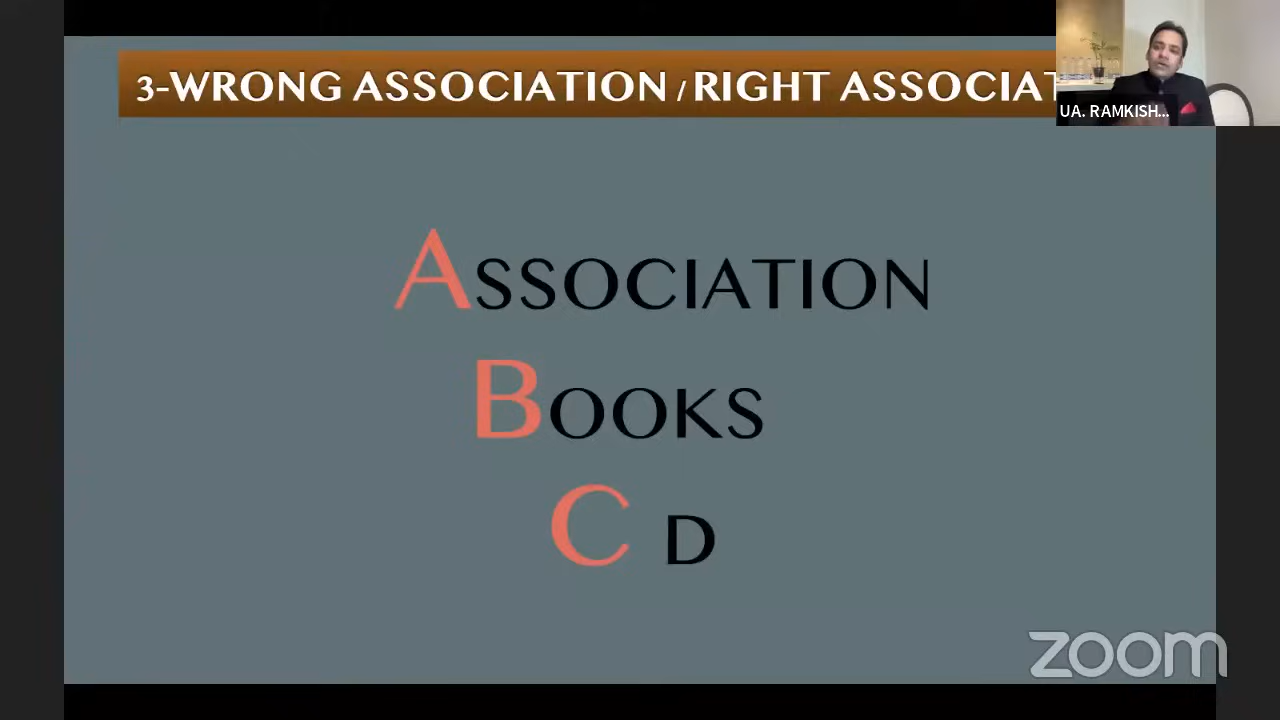 3-WRONG ASSOCIATION / RIGHT ASSOCIAT
UA. RAMKISH...
ASSOCIATION
BOOKS
C D
zoom